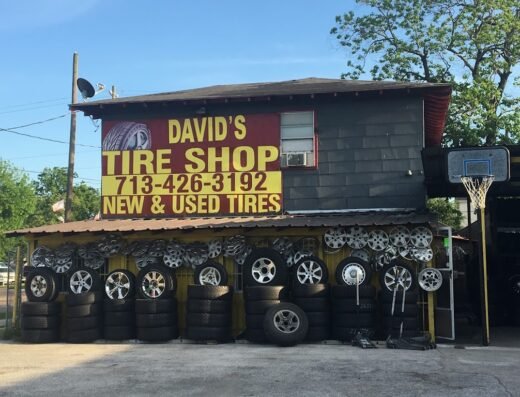 DAVID'S
TIRE SHOP
713-426-3192
NEW & USED TIRES